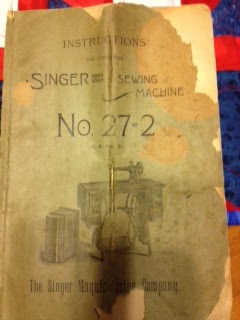 INSTRUCTIONS
SINGER SEWING
MACHINE
No. 27-2
The Singer Manufacturing Company.